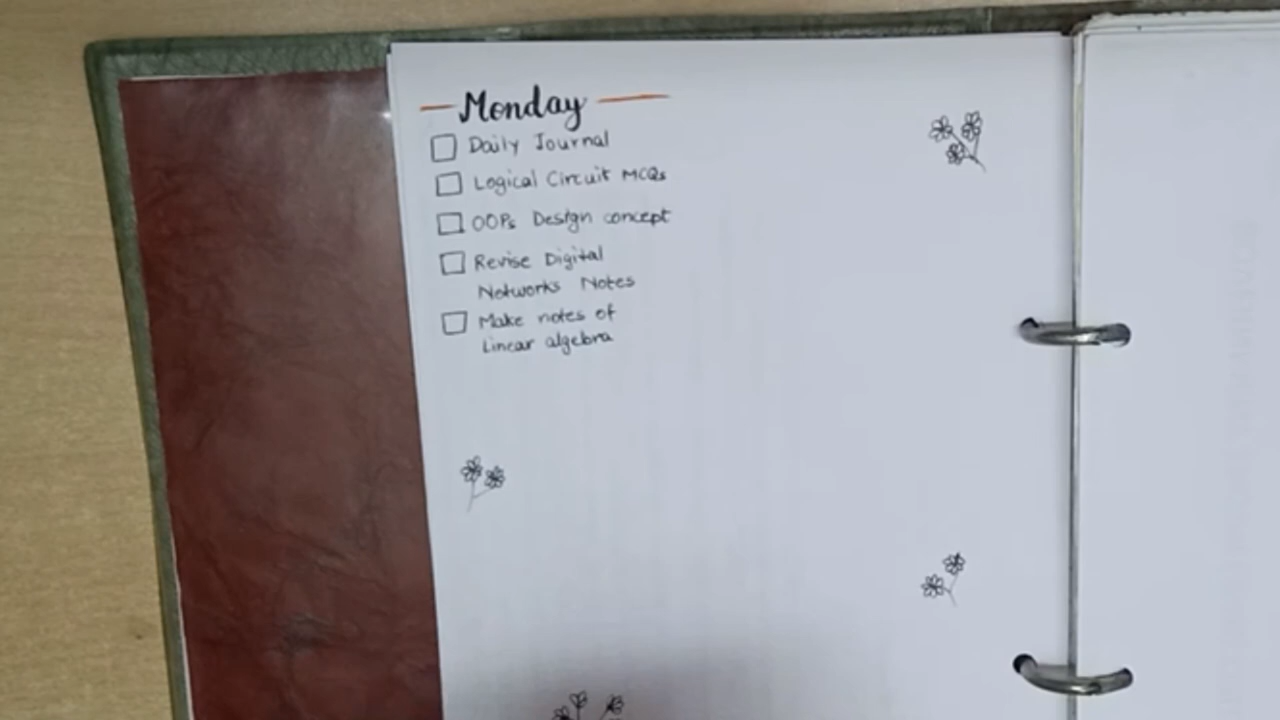 Monday
Daily Journal
Logical Circuit MCQs
OOPs Design concept
Revise Digital
Networks Notes
Make notes of
Linear algebra